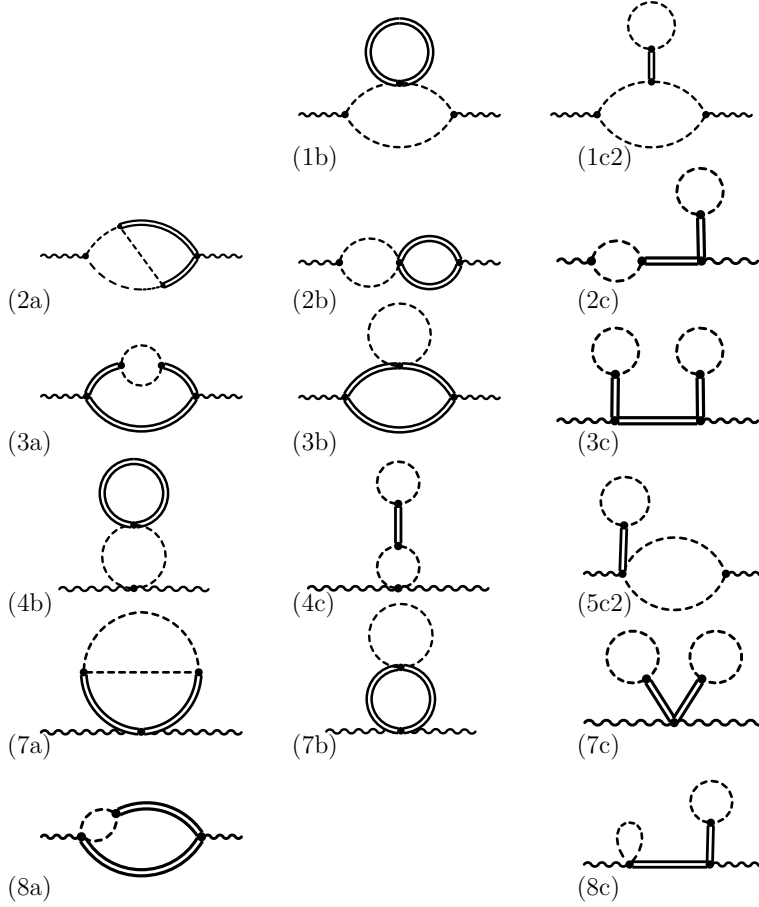 (1b) (1c2)
(2a) (2b) (2c)
(3a) (3b) (3c)
(4b) (4c) (5c2)
(7a) (7b) (7c)
(8a) (8c)